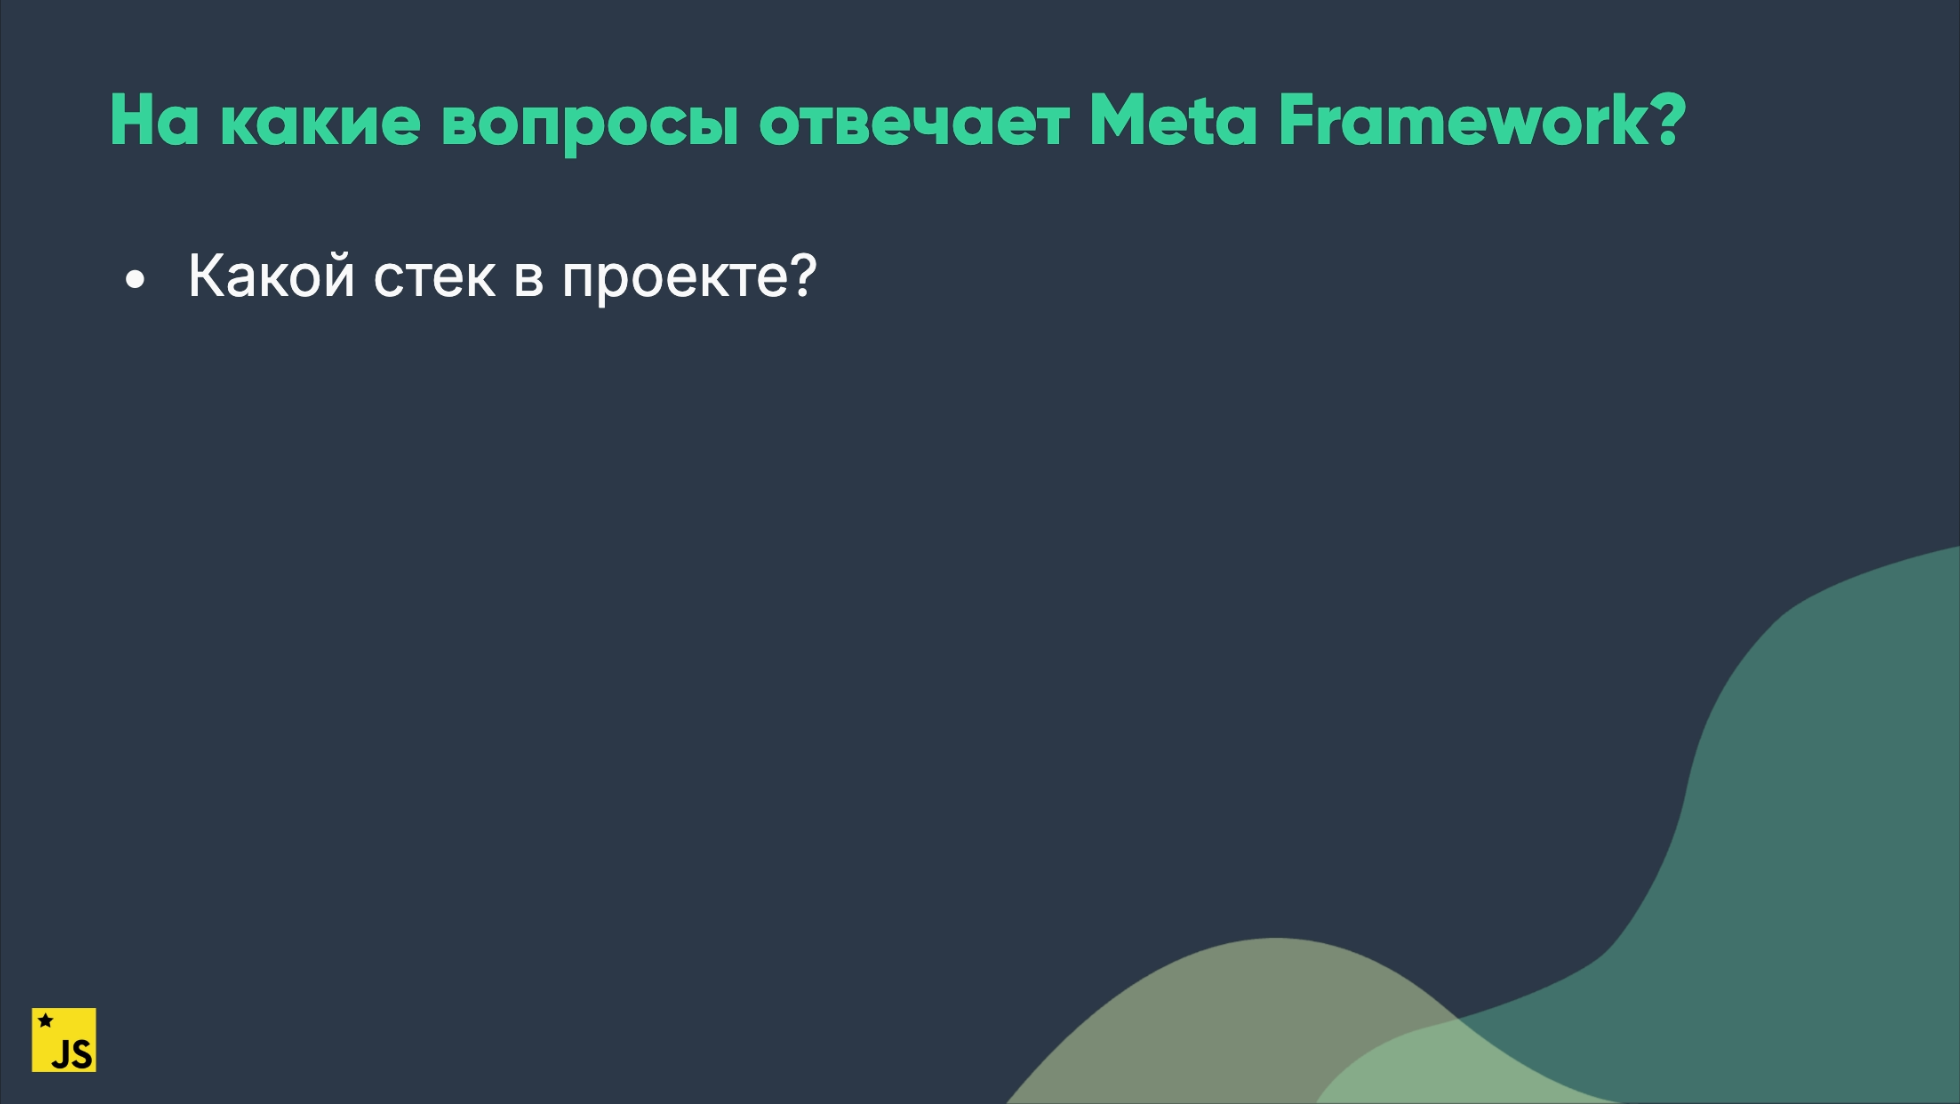 На какие вопросы отвечает Meta Framework?
• Какой стек в проекте?
JS